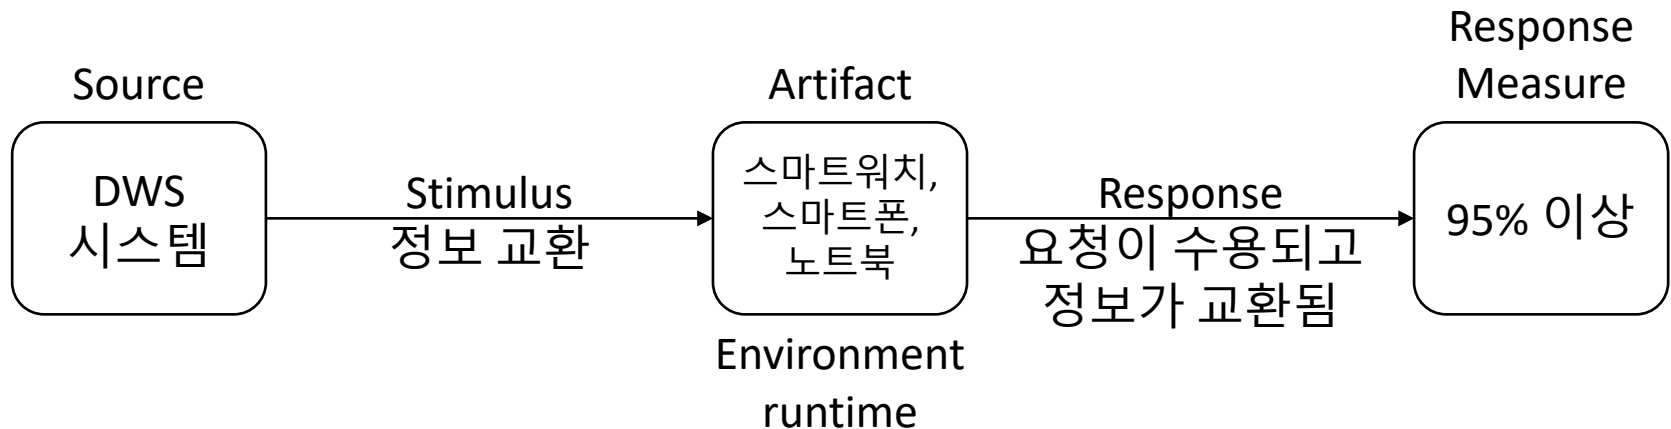 Source
DWS
시스템
Stimulus
정보 교환
Artifact
스마트워치,
스마트폰,
노트북
Environment
runtime
Response
요청이 수용되고
정보가 교환됨
Response
Measure
95% 이상